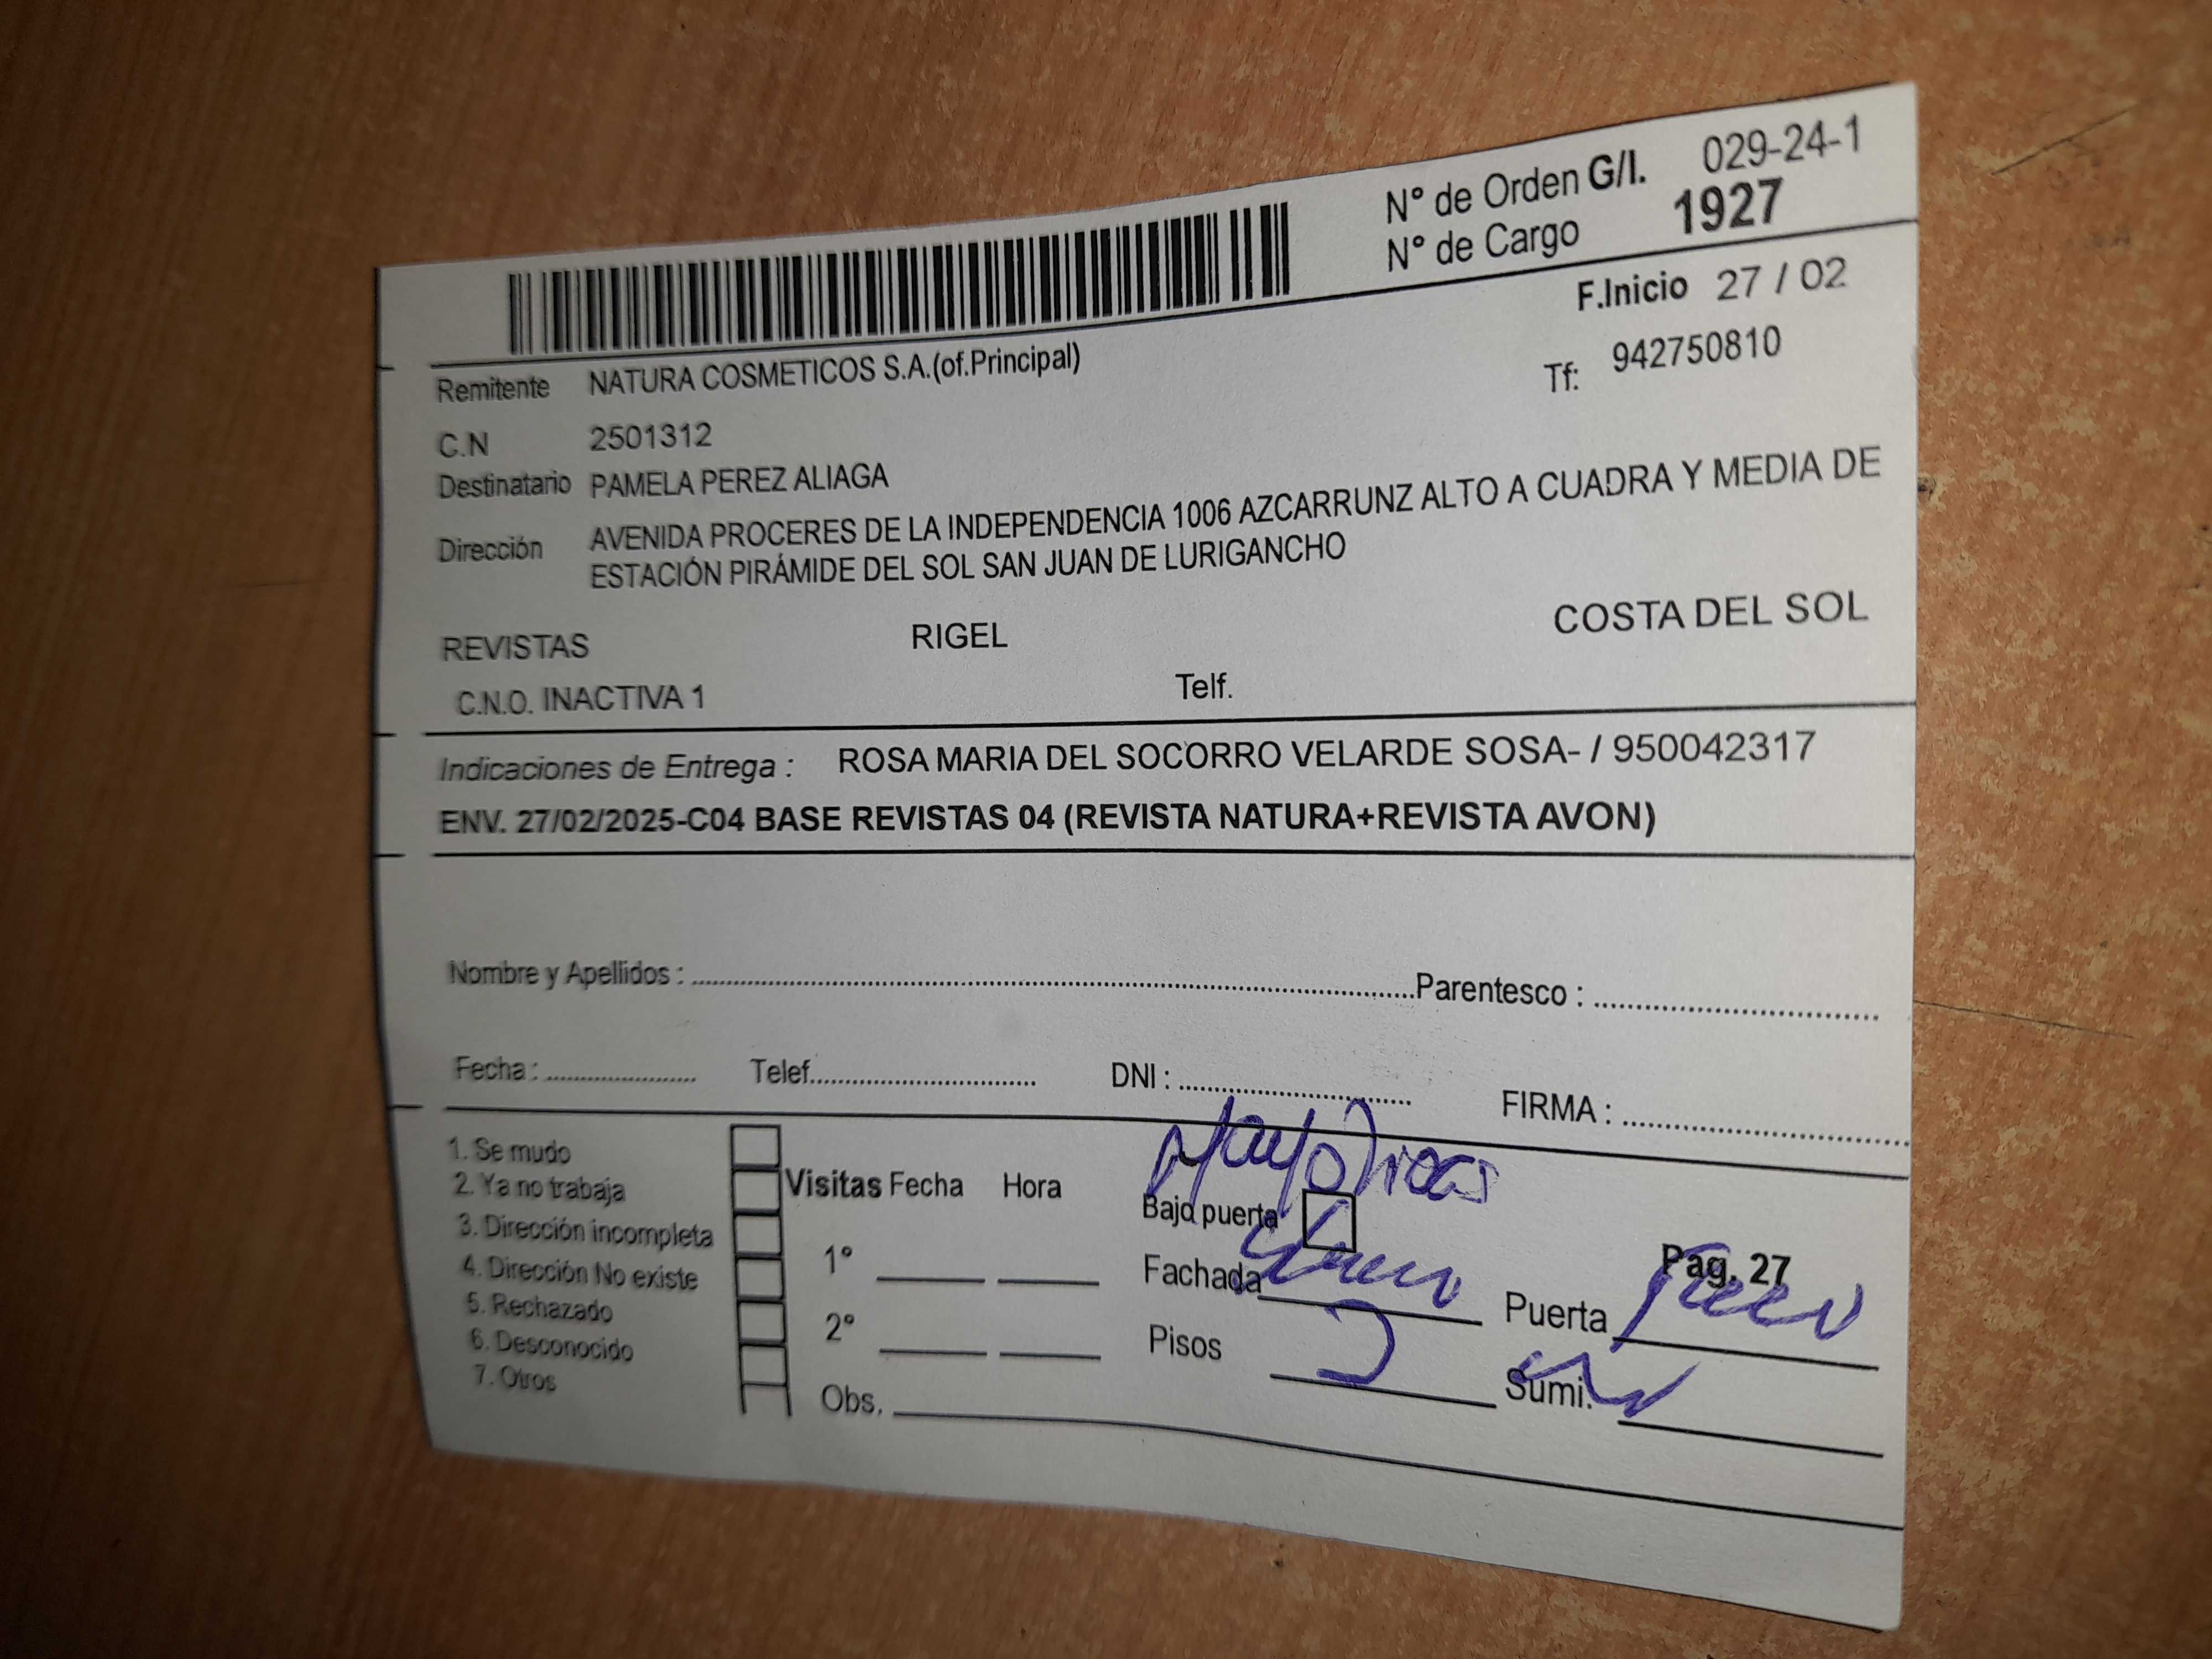 N° de Orden G/I. 029-24-1
N° de Cargo 1927
F.Inicio 27 / 02
Remitente NATURA COSMETICOS S.A.(of.Principal)
Tf: 942750810
C.N 2501312
Destinatario PAMELA PEREZ ALIAGA
Dirección AVENIDA PROCERES DE LA INDEPENDENCIA 1006 AZCARRUNZ ALTO A CUADRA Y MEDIA DE
ESTACIÓN PIRÁMIDE DEL SOL SAN JUAN DE LURIGANCHO
REVISTAS RIGEL COSTA DEL SOL
C.N.O. INACTIVA 1 Telf.
Indicaciones de Entrega : ROSA MARIA DEL SOCORRO VELARDE SOSA- / 950042317
ENV. 27/02/2025-C04 BASE REVISTAS 04 (REVISTA NATURA+REVISTA AVON)
Nombre y Apellidos : Parentesco :
Fecha : Telef. DNI : FIRMA :
1. Se mudo
2. Ya no trabaja
3. Dirección incompleta
4. Dirección No existe
5. Rechazado
6. Desconocido
7. Otros
Visitas Fecha Hora
1°
2°
Obs.
Bajo puerta
Fachada
Pisos
Pag. 27
Puerta
Sumi.